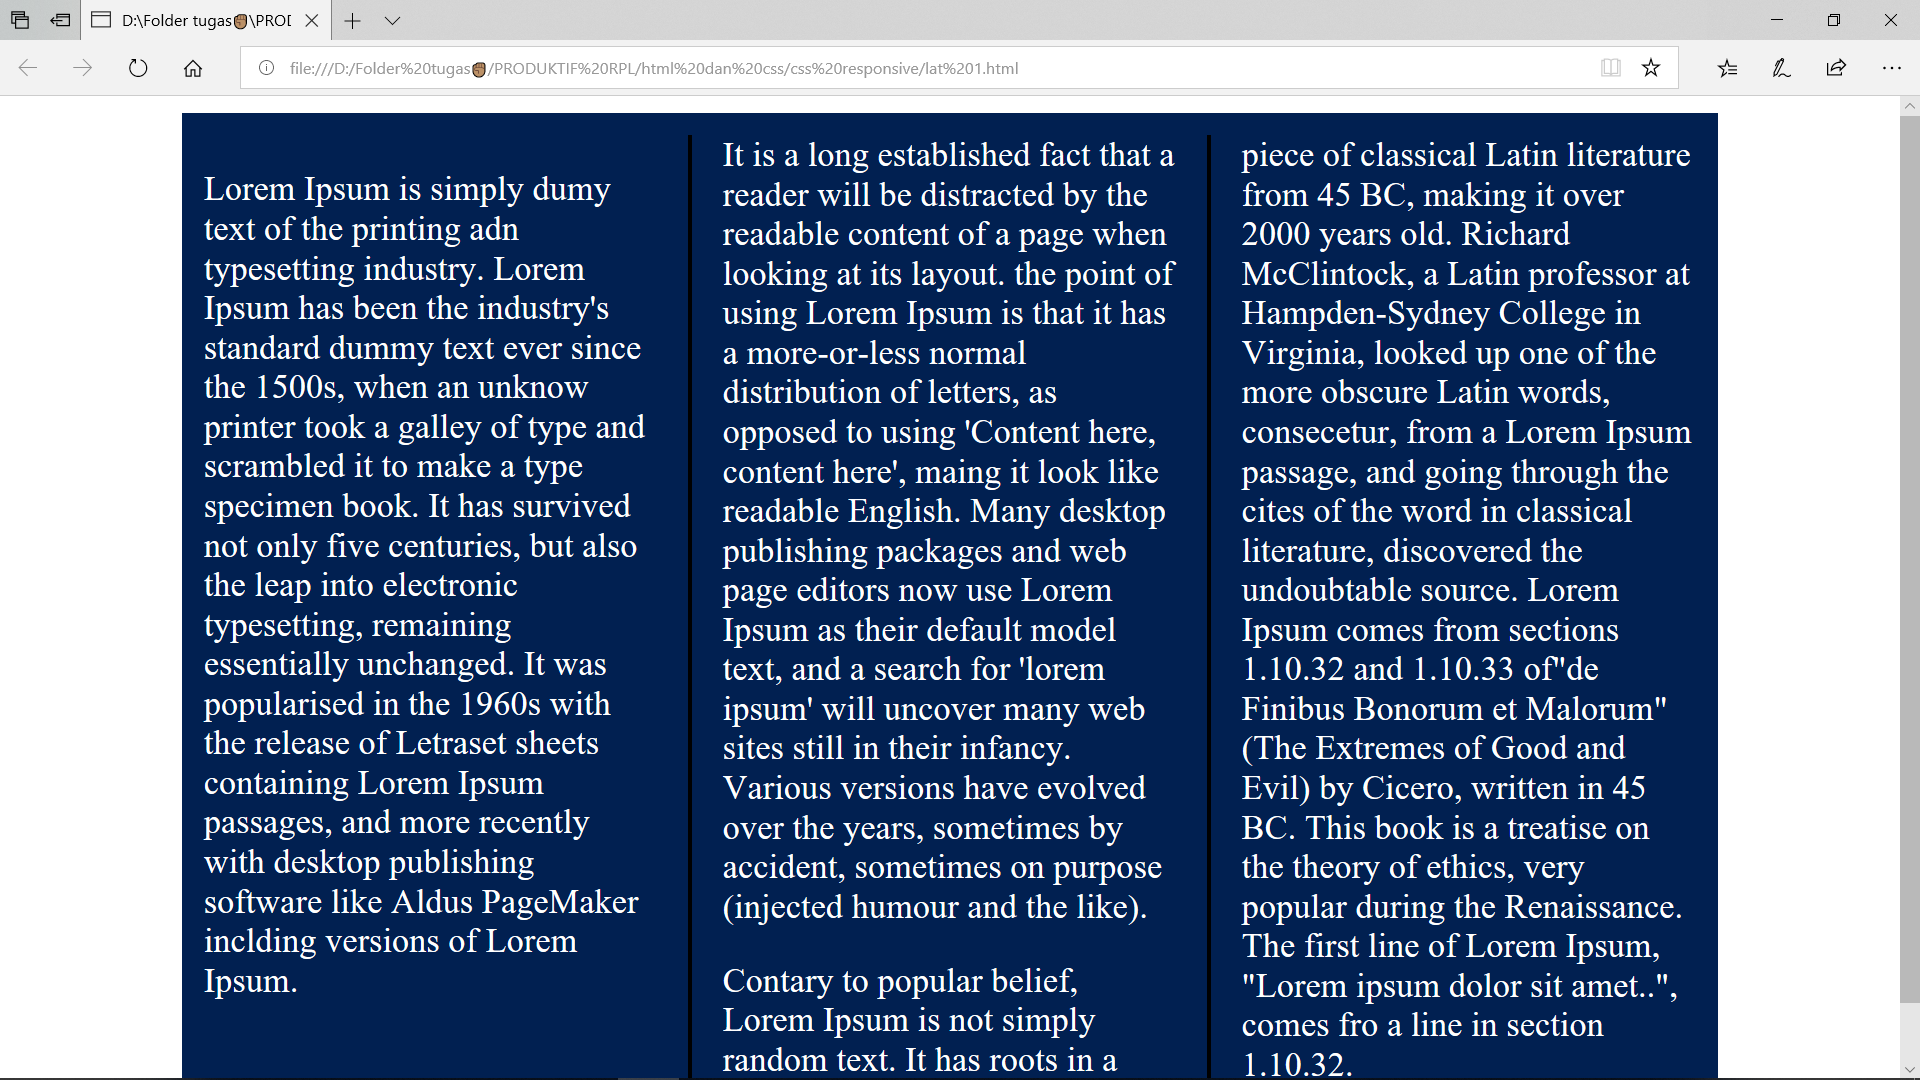 D:\Folder tugas✊🏾\PROD
file:///D:/Folder%20tugas✊🏾/PRODUKTIF%20RPL/html%20dan%20css/css%20responsive/lat%201.html
Lorem Ipsum is simply dumy
text of the printing adn
typesetting industry. Lorem
Ipsum has been the industry's
standard dummy text ever since
the 1500s, when an unknow
printer took a galley of type and
scrambled it to make a type
specimen book. It has survived
not only five centuries, but also
the leap into electronic
typesetting, remaining
essentially unchanged. It was
popularised in the 1960s with
the release of Letraset sheets
containing Lorem Ipsum
passages, and more recently
with desktop publishing
software like Aldus PageMaker
inclding versions of Lorem
Ipsum.
It is a long established fact that a
reader will be distracted by the
readable content of a page when
looking at its layout. the point of
using Lorem Ipsum is that it has
a more-or-less normal
distribution of letters, as
opposed to using 'Content here,
content here', maing it look like
readable English. Many desktop
publishing packages and web
page editors now use Lorem
Ipsum as their default model
text, and a search for 'lorem
ipsum' will uncover many web
sites still in their infancy.
Various versions have evolved
over the years, sometimes by
accident, sometimes on purpose
(injected humour and the like).
Contary to popular belief,
Lorem Ipsum is not simply
random text. It has roots in a
piece of classical Latin literature
from 45 BC, making it over
2000 years old. Richard
McClintock, a Latin professor at
Hampden-Sydney College in
Virginia, looked up one of the
more obscure Latin words,
consecetur, from a Lorem Ipsum
passage, and going through the
cites of the word in classical
literature, discovered the
undoubtable source. Lorem
Ipsum comes from sections
1.10.32 and 1.10.33 of"de
Finibus Bonorum et Malorum"
(The Extremes of Good and
Evil) by Cicero, written in 45
BC. This book is a treatise on
the theory of ethics, very
popular during the Renaissance.
The first line of Lorem Ipsum,
"Lorem ipsum dolor sit amet..",
comes fro a line in section
1.10.32.